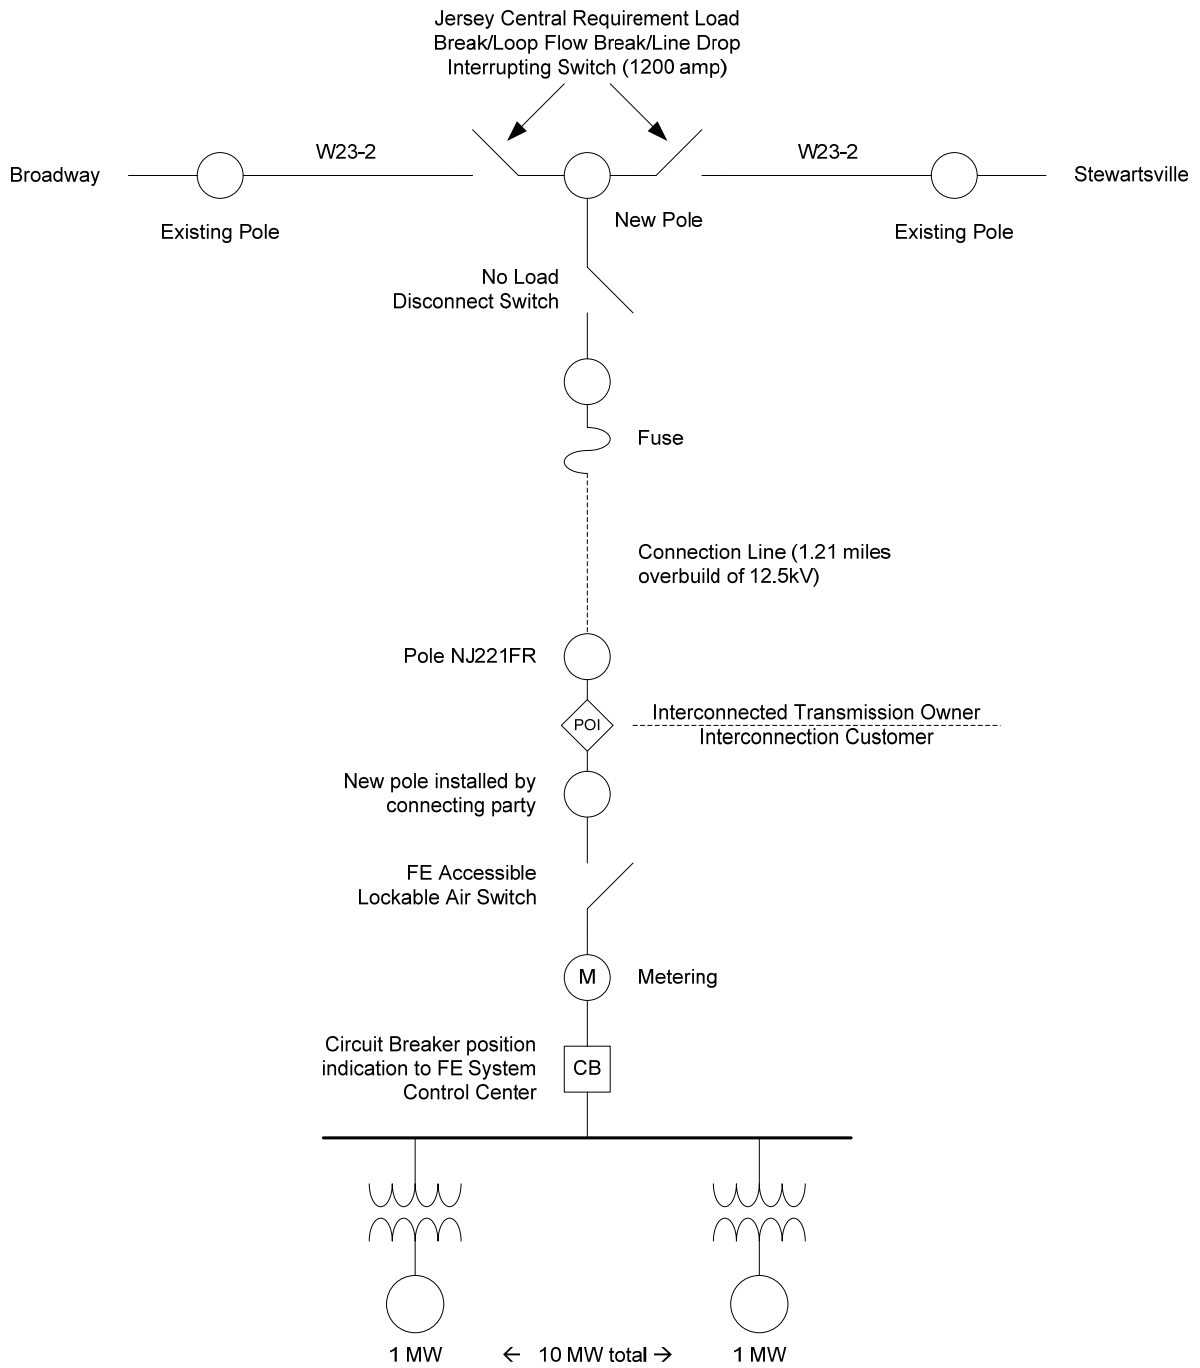 Jersey Central Requirement Load
Break/Loop Flow Break/Line Drop
Interrupting Switch (1200 amp)
W23-2
W23-2
Broadway
Stewartsville
New Pole
Existing Pole
Existing Pole
No Load
Disconnect Switch
Fuse
Connection Line (1.21 miles
overbuild of 12.5kV)
Pole NJ221FR
Interconnected Transmission Owner
POI
Interconnection Customer
New pole installed by
connecting party
FE Accessible
Lockable Air Switch
M
Metering
Circuit Breaker position
indication to FE System
Control Center
CB
1 MW
← 10 MW total →
1 MW